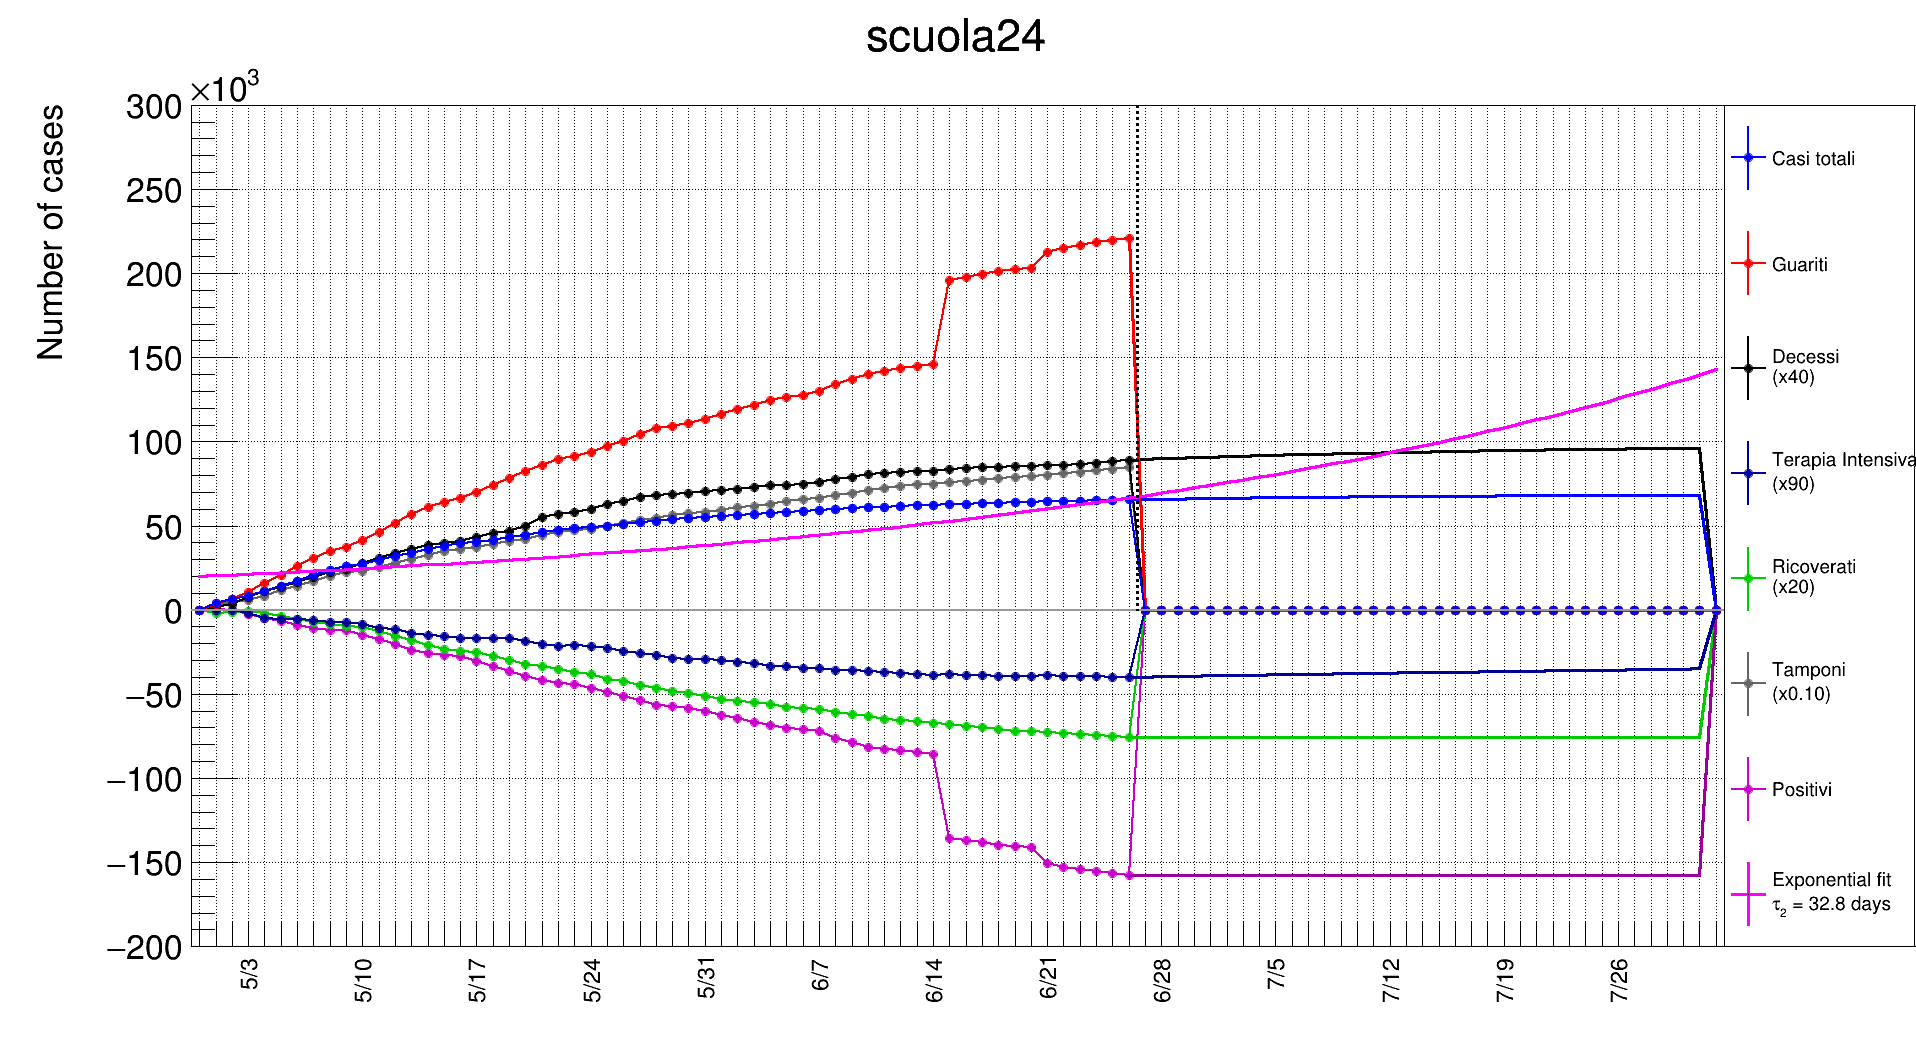 scuola24
×10³
Number of cases
300
250
200
150
100
50
0
−50
−100
−150
−200
5/3
5/10
5/17
5/24
5/31
6/7
6/14
6/21
6/28
7/5
7/12
7/19
7/26
Casi totali
Guariti
Decessi
(x40)
Terapia Intensiva
(x90)
Ricoverati
(x20)
Tamponi
(x0.10)
Positivi
Exponential fit
τ₂ = 32.8 days